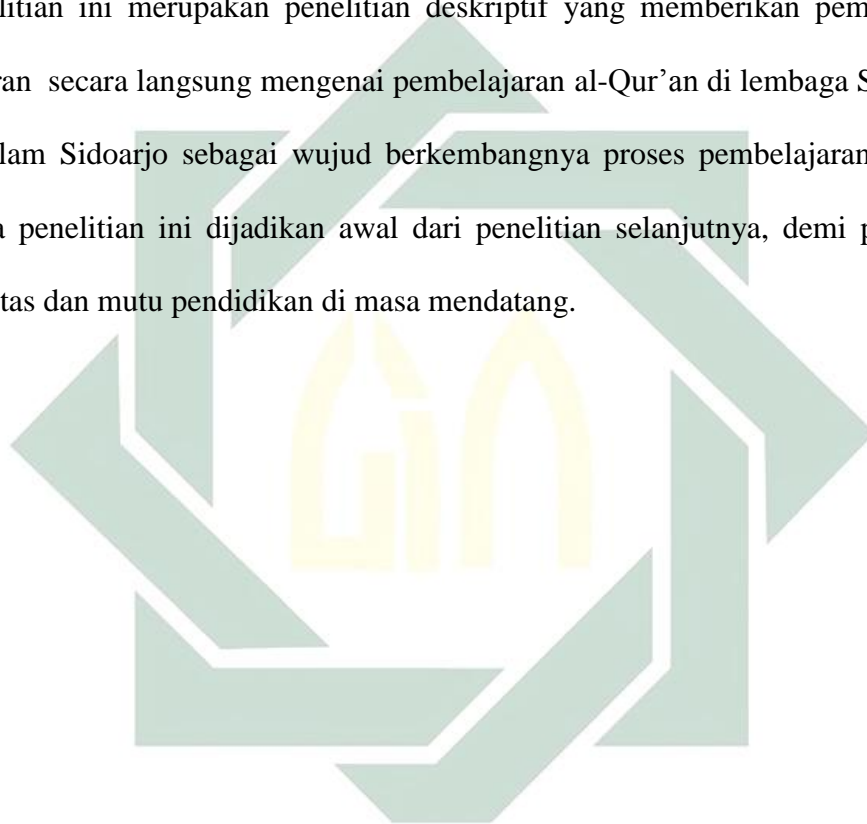 litian ini merupakan penelitian deskriptif yang memberikan pem
ran secara langsung mengenai pembelajaran al-Qur’an di lembaga S
lam Sidoarjo sebagai wujud berkembangnya proses pembelajaran
a penelitian ini dijadikan awal dari penelitian selanjutnya, demi p
tas dan mutu pendidikan di masa mendatang.